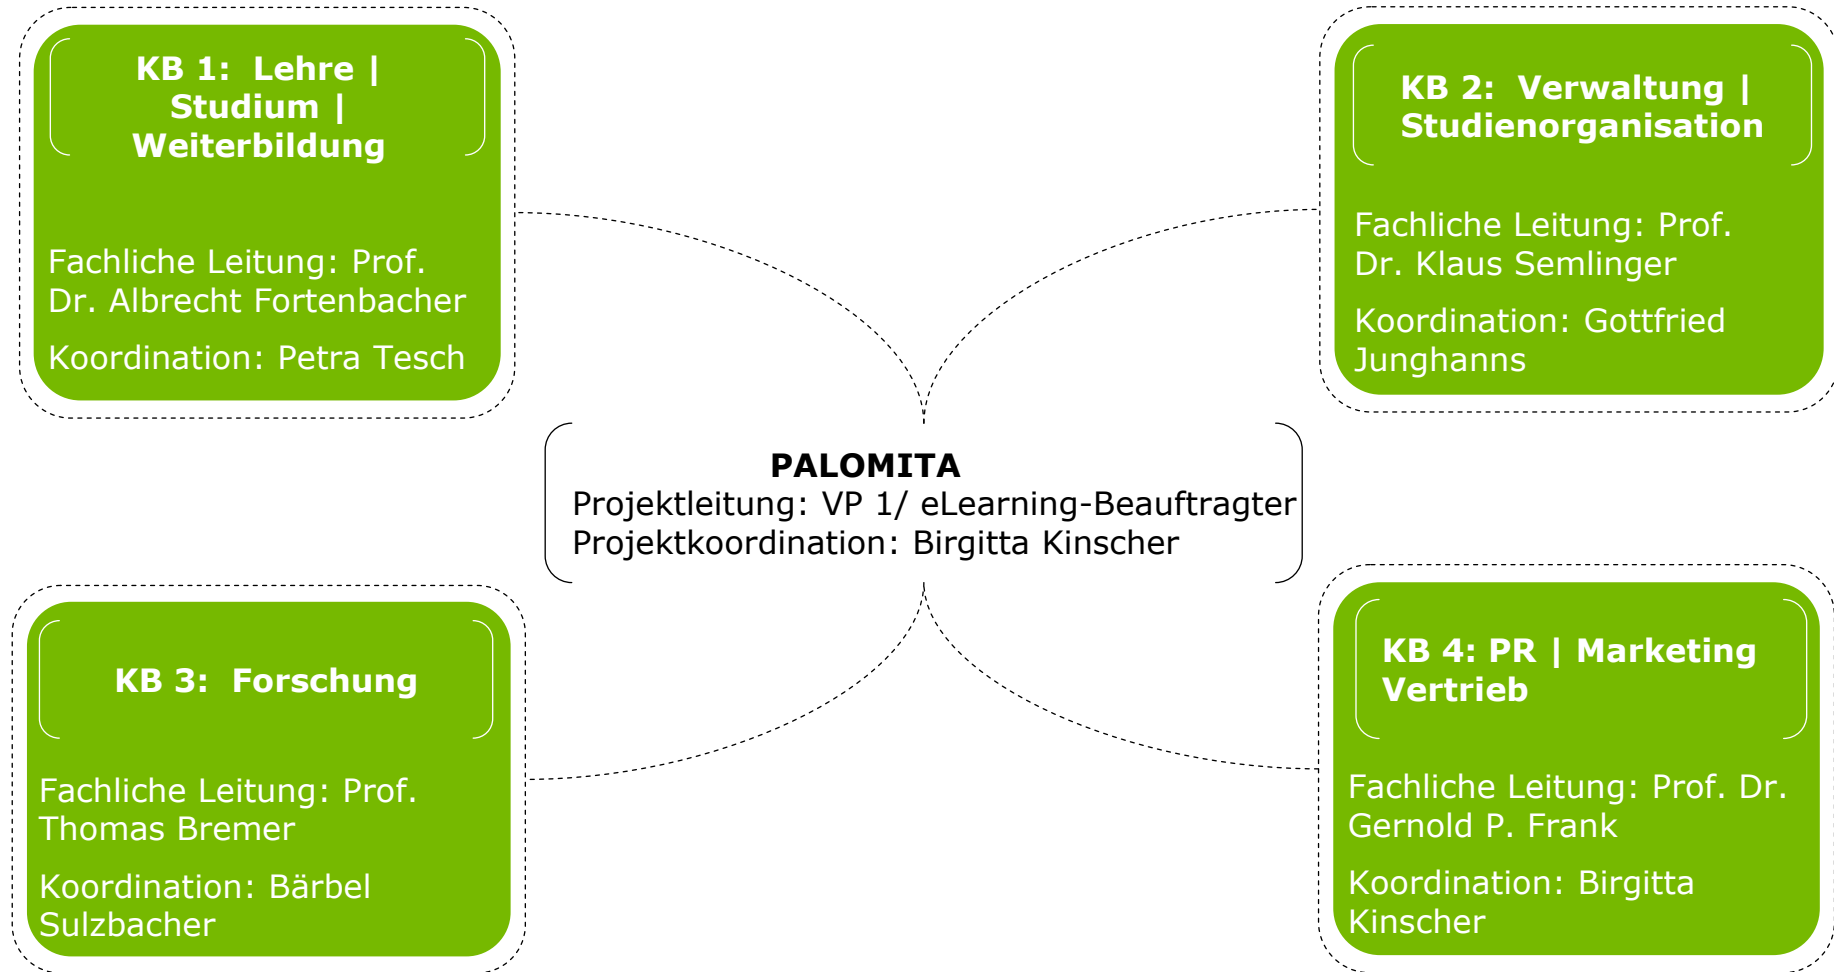 KB 1:  Lehre |
Studium |
Weiterbildung
Fachliche Leitung: Prof.
Dr. Albrecht Fortenbacher
Koordination: Petra Tesch
KB 2:  Verwaltung |
Studienorganisation
Fachliche Leitung: Prof.
Dr. Klaus Semlinger
Koordination: Gottfried
Junghanns
PALOMITA
Projektleitung: VP 1/ eLearning-Beauftragter
Projektkoordination: Birgitta Kinscher
KB 3:  Forschung
Fachliche Leitung: Prof.
Thomas Bremer
Koordination: Bärbel
Sulzbacher
KB 4: PR | Marketing
Vertrieb
Fachliche Leitung: Prof. Dr.
Gernold P. Frank
Koordination: Birgitta
Kinscher